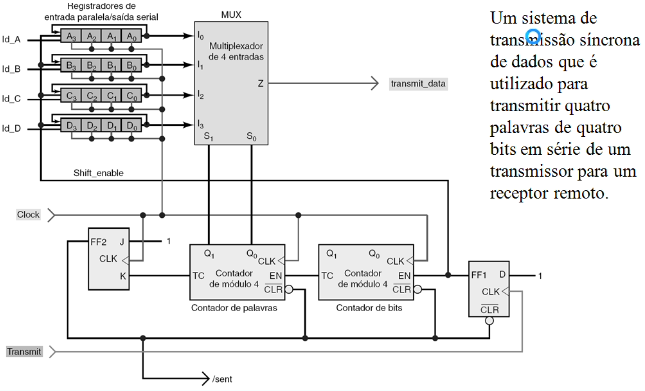 Registradores de
entrada paralela/saída serial
MUX
ld_A
A3 A2 A1 A0
I0
Multiplexador
de 4 entradas
ld_B
B3 B2 B1 B0
I1
Z
transmit_data
ld_C
C3 C2 C1 C0
I2
ld_D
D3 D2 D1 D0
I3
S1 S0
Shift_enable
Clock
FF2 J 1
CLK
K
Q1 Q0
CLK
TC Contador EN
de módulo 4
CLR
Contador de palavras
Q1 Q0
CLK
TC Contador EN
de módulo 4
CLR
Contador de bits
FF1 D 1
CLK
CLR
Transmit
/sent
Um sistema de
transmissão síncrona
de dados que é
utilizado para
transmitir quatro
palavras de quatro
bits em série de um
transmissor para um
receptor remoto.